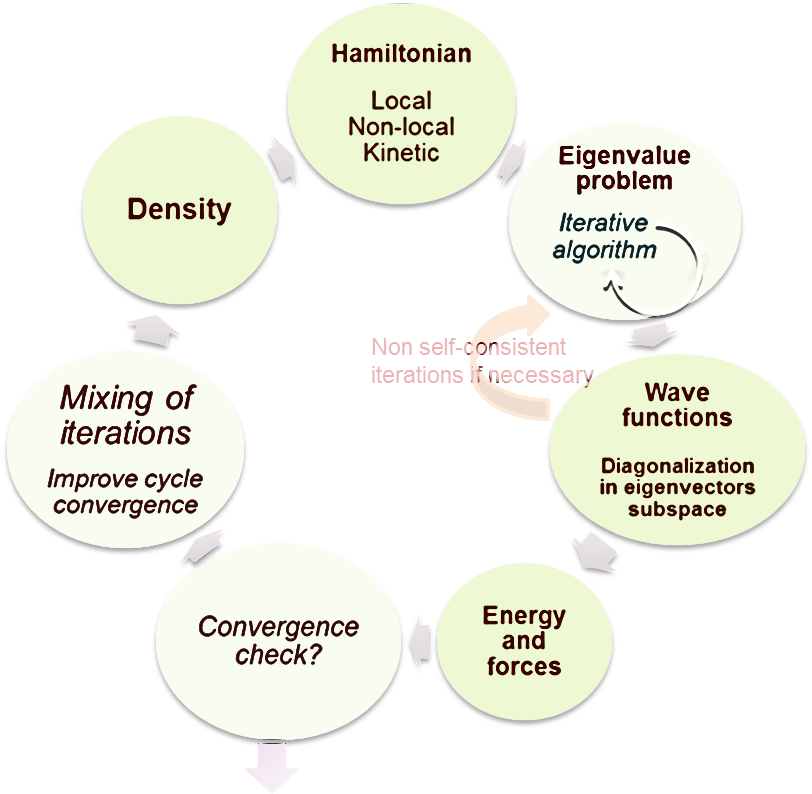 Hamiltonian
Local
Non-local
Kinetic
Eigenvalue
problem
Iterative
algorithm
Non self-consistent
iterations if necessary
Wave
functions
Diagonalization
in eigenvectors
subspace
Energy
and
forces
Convergence
check?
Mixing of
iterations
Improve cycle
convergence
Density